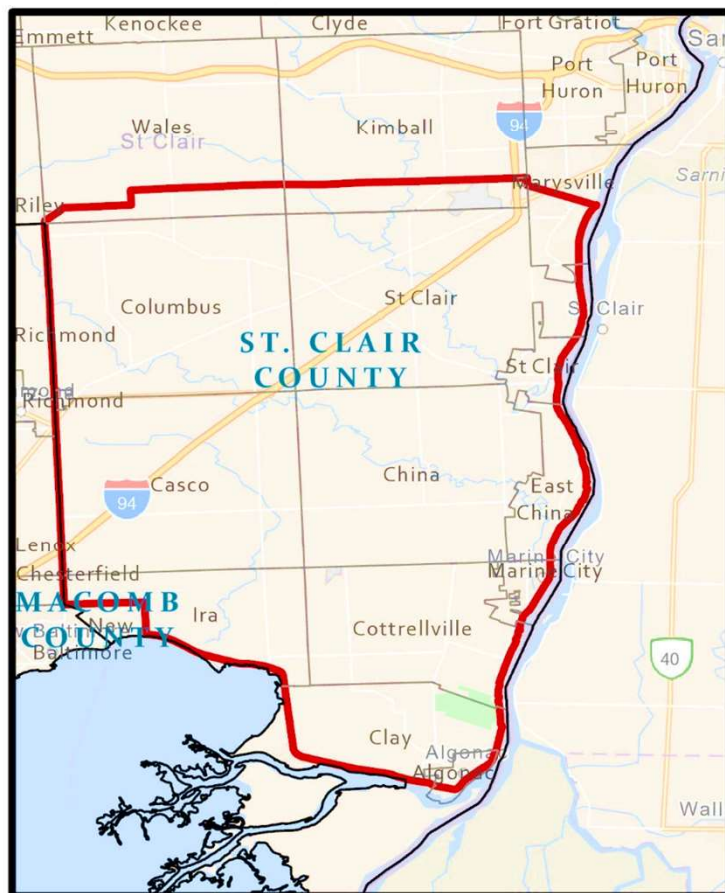 Kenockee
Clyde
Fort Gratiot
Emmett
Port
Huron
Port
Huron
Wales
St Clair
Kimball
94
Marysville
Riley
Columbus
St Clair
St Clair
Richmond
ST. CLAIR
COUNTY
St Clair
Richmond
China
Casco
94
East
China
Lenox
Chesterfield
Marine City
Marine City
MACOMB
COUNTY
Ira
New
Baltimore
Cottrellville
40
Clay
Algonac
Algonac